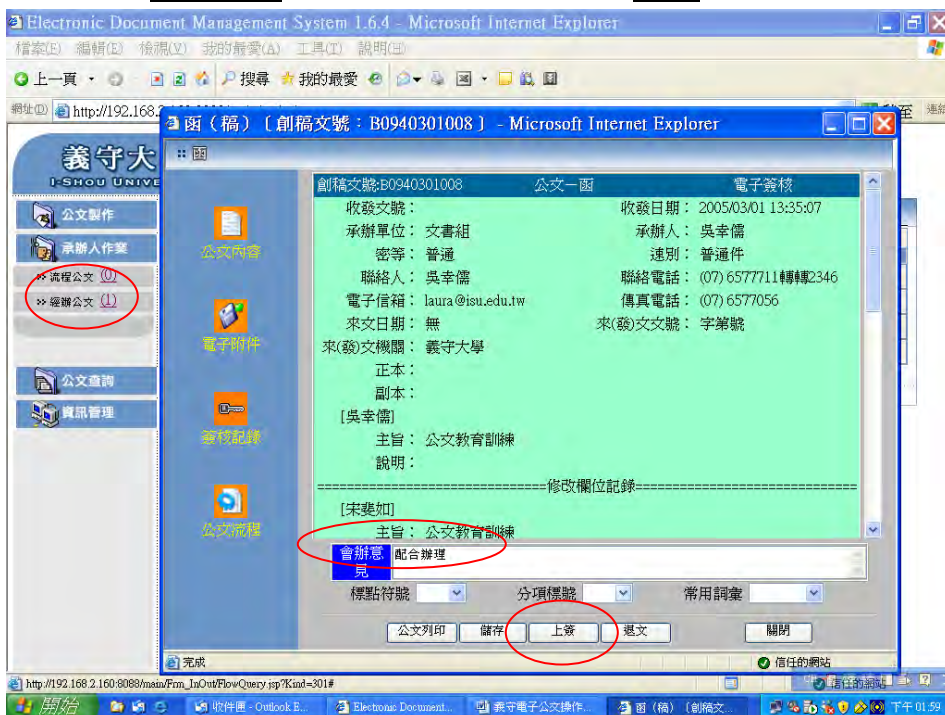 Electronic Document Management System 1.6.4 - Microsoft Internet Explorer
檔案(F) 編輯(E) 檢視(V) 我的最愛(A) 工具(T) 說明(H)
上一頁 搜尋 我的最愛
網址(D) http://192.168.2 移至 連結
函（稿）〔創稿文號：B0940301008〕 - Microsoft Internet Explorer
義守大
I-SHOU UNIVE
公文製作
承辦人作業
流程公文 (0)
經辦公文 (1)
公文查詢
資訊管理
公文內容
電子附件
簽核記錄
公文流程
創稿文號:B0940301008 公文－函 電子簽核
收發文號： 收發日期： 2005/03/01 13:35:07
承辦單位： 文書組 承辦人： 吳幸儒
密等： 普通 速別： 普通件
聯絡人： 吳幸儒 聯絡電話： (07) 6577711轉轉2346
電子信箱： laura@isu.edu.tw 傳真電話： (07) 6577056
來文日期： 無 來(發)文文號： 字第號
來(發)文機關： 義守大學
正本：
副本：
[吳幸儒]
主旨： 公文教育訓練
說明：
==============================修改欄位記錄==============================
[宋斐如]
主旨： 公文教育訓練
會辦意見 配合辦理
標點符號 分項標號 常用詞彙
公文列印 儲存 上簽 退文 關閉
完成 信任的網站
http://192.168.2.160:8088/main/Frm_InOut/FlowQuery.jsp?Kind=301# 信任的網站
開始 收件匣 - Outlook E... Electronic Document... 義守電子公文操作... 函（稿）〔創稿文... 下午 01:59